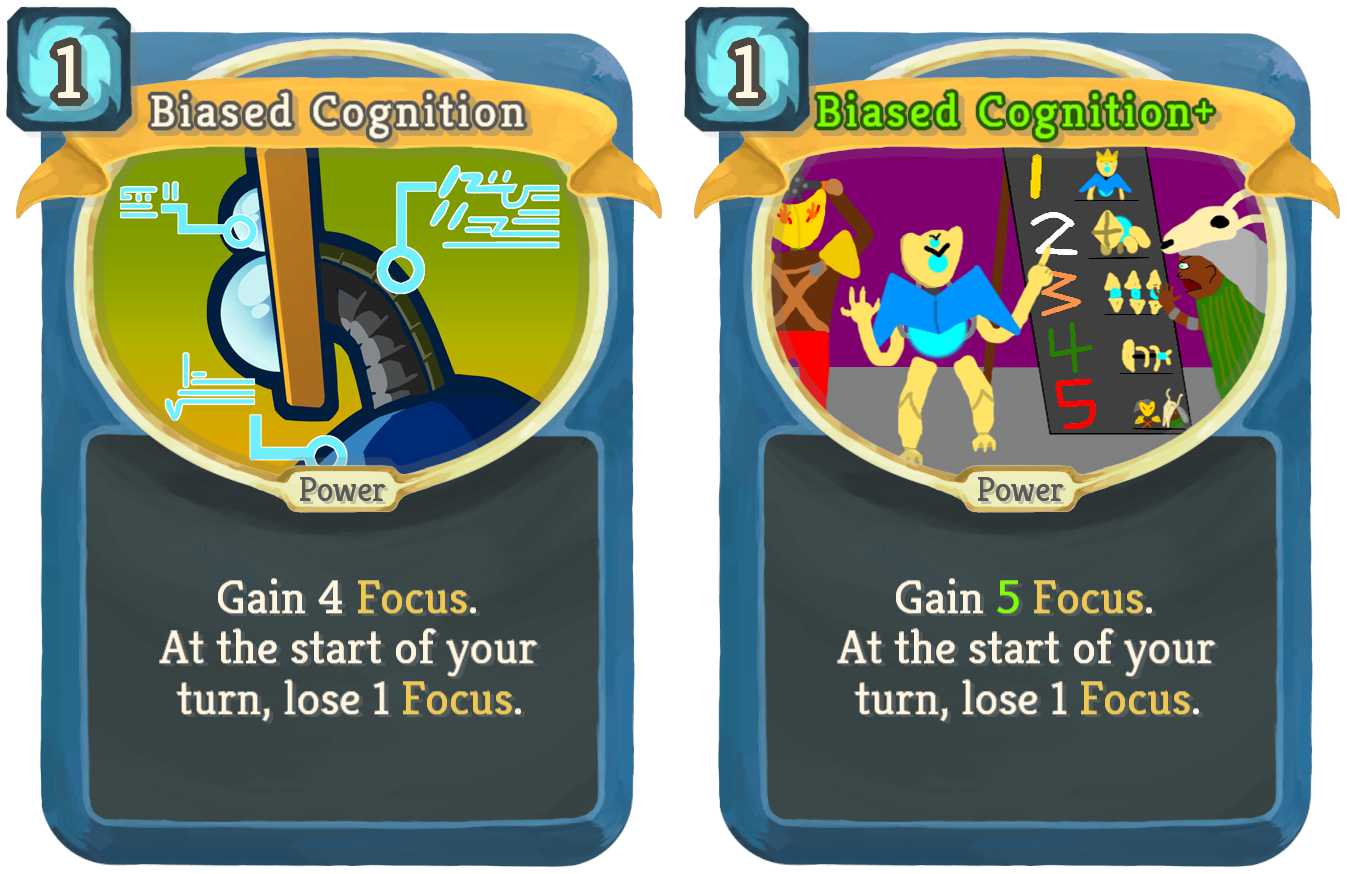 1
Biased Cognition
Power
Gain 4 Focus.
At the start of your
turn, lose 1 Focus.
1
Biased Cognition+
1
2
3
4
5
Power
Gain 5 Focus.
At the start of your
turn, lose 1 Focus.